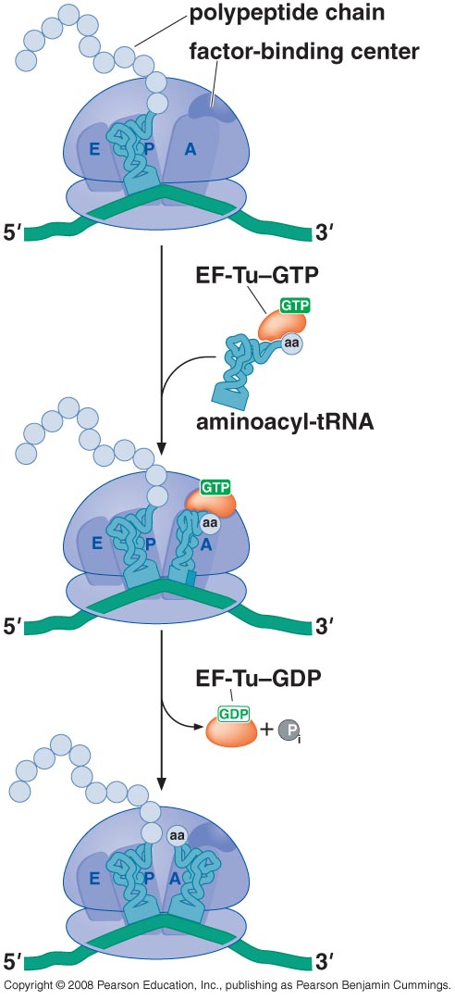 polypeptide chain
factor-binding center
E P A
5′ 3′
EF-Tu–GTP
GTP
aa
aminoacyl-tRNA
GTP
aa
E P A
5′ 3′
EF-Tu–GDP
GDP
+ Pi
aa
E P A
5′ 3′
Copyright © 2008 Pearson Education, Inc., publishing as Pearson Benjamin Cummings.